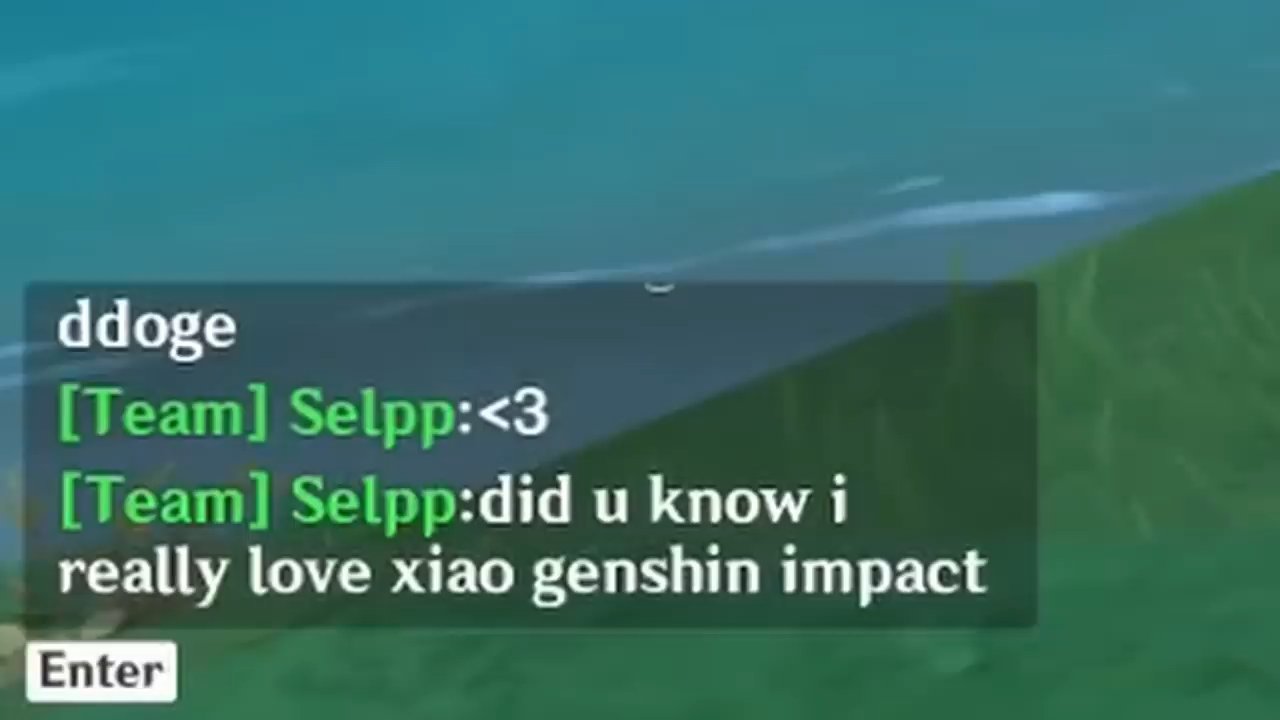 ddoge
[Team] Selpp:<3
[Team] Selpp:did u know i
really love xiao genshin impact
Enter